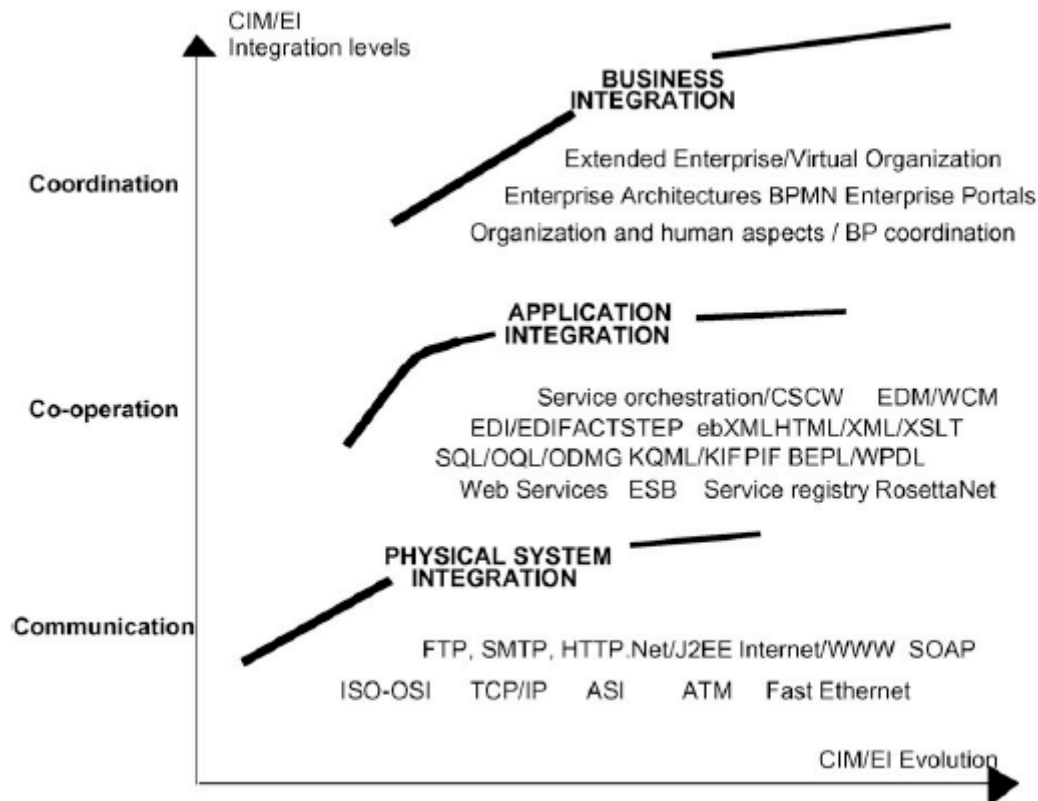 CIM/EI
Integration levels
BUSINESS
INTEGRATION
Extended Enterprise/Virtual Organization
Coordination
Enterprise Architectures BPMN Enterprise Portals
Organization and human aspects / BP coordination
APPLICATION
INTEGRATION
Service orchestration/CSCW EDM/WCM
Co-operation
EDI/EDIFACTSTEP ebXMLHTML/XML/XSLT
SQL/OQL/ODMG KQML/KIFPIF BEPL/WPDL
Web Services ESB Service registry RosettaNet
PHYSICAL SYSTEM
INTEGRATION
Communication
FTP, SMTP, HTTP.Net/J2EE Internet/WWW SOAP
ISO-OSI TCP/IP ASI ATM Fast Ethernet
CIM/EI Evolution